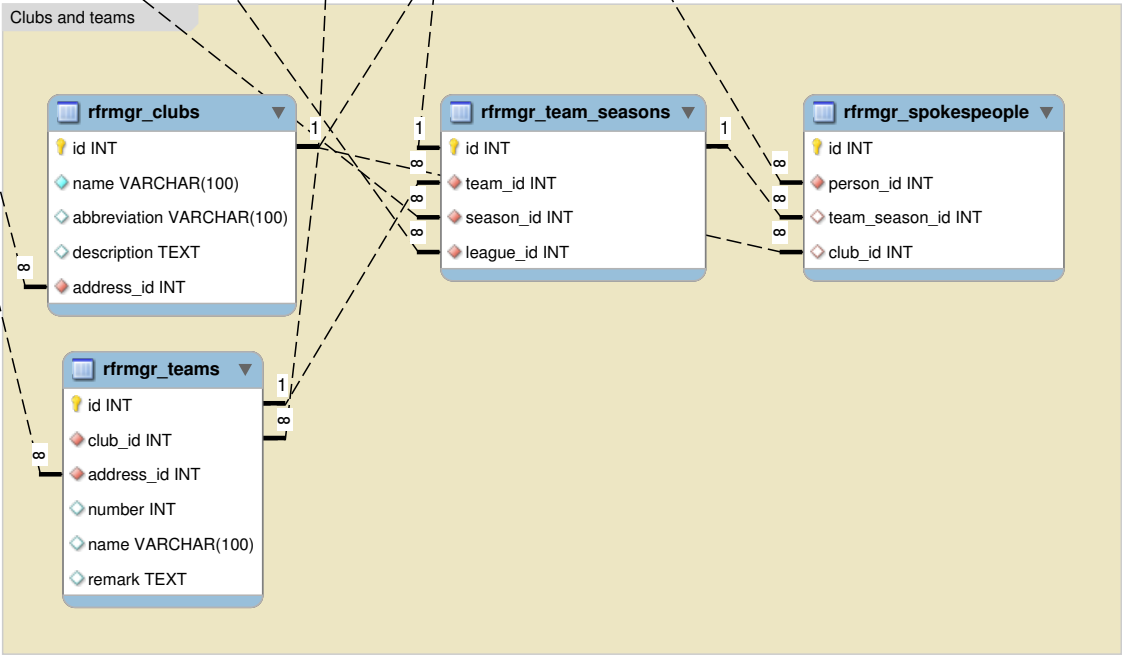 Clubs and teams
rfrmgr_clubs
id INT
name VARCHAR(100)
abbreviation VARCHAR(100)
description TEXT
address_id INT
rfrmgr_team_seasons
id INT
team_id INT
season_id INT
league_id INT
rfrmgr_spokespeople
id INT
person_id INT
team_season_id INT
club_id INT
rfrmgr_teams
id INT
club_id INT
address_id INT
number INT
name VARCHAR(100)
remark TEXT
1
1
1
1
∞
∞
∞
∞
∞
∞
∞
∞
∞